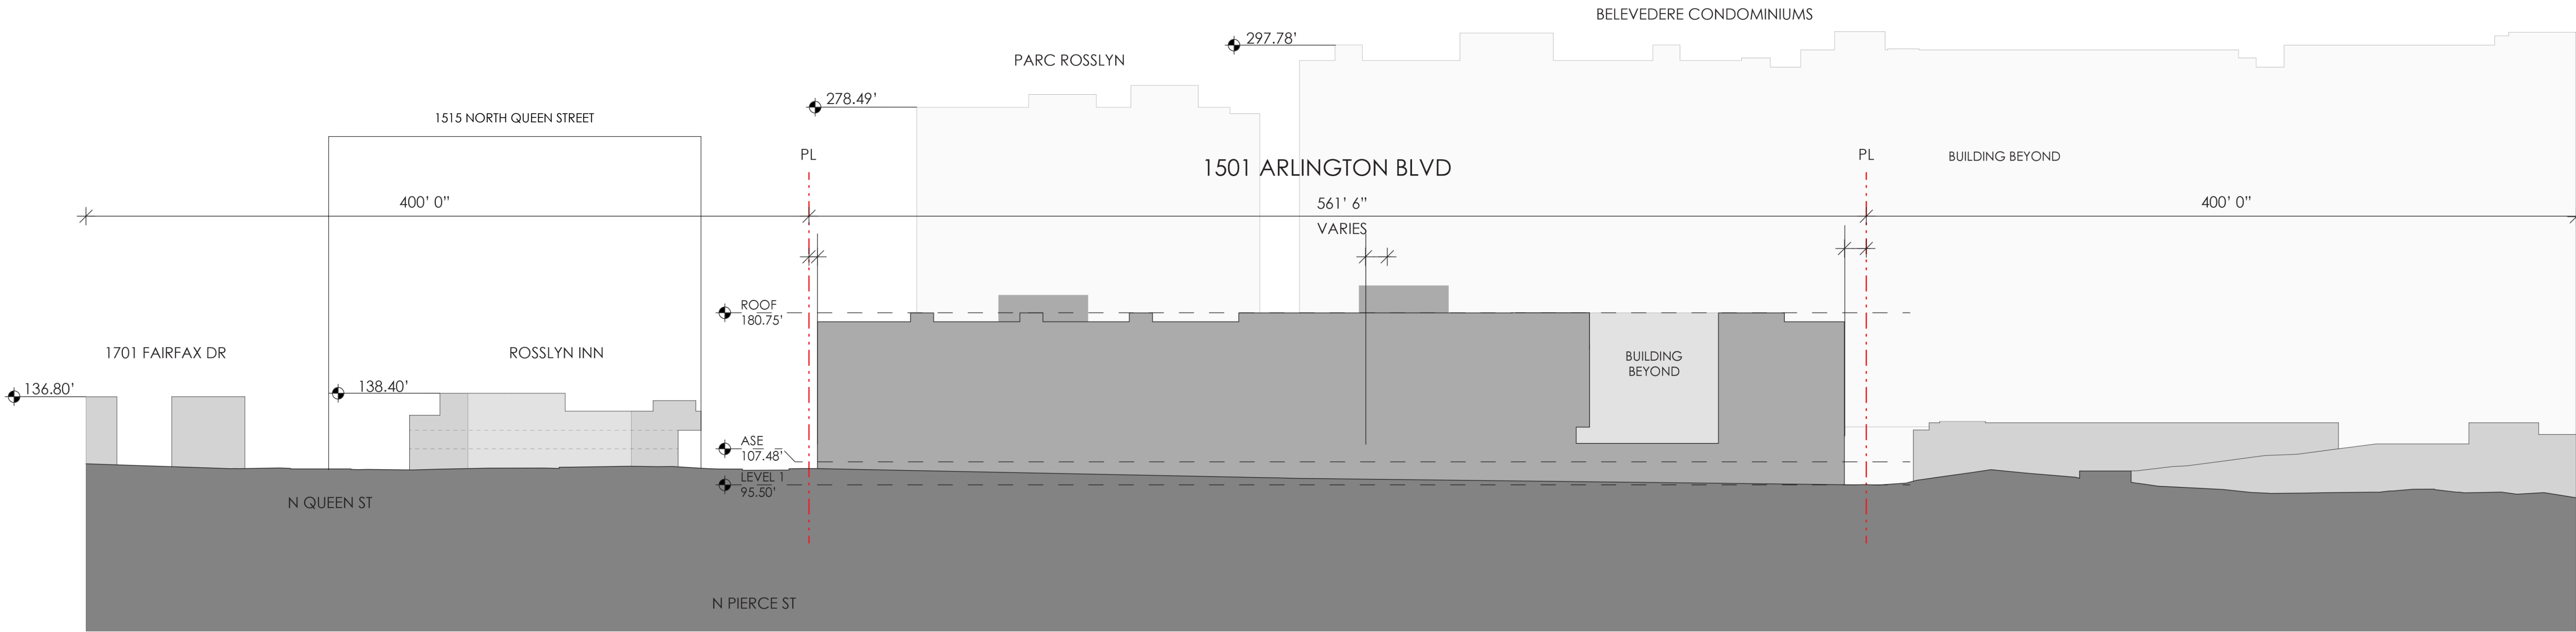 BELEVEDERE CONDOMINIUMS
297.78’
PARC ROSSLYN
278.49’
1515 NORTH QUEEN STREET
PL
1501 ARLINGTON BLVD
PL
BUILDING BEYOND
400’ 0”
561’ 6”
400’ 0”
VARIES
ROOF
180.75’
1701 FAIRFAX DR
ROSSLYN INN
BUILDING
BEYOND
136.80’
138.40’
ASE
107.48’
LEVEL 1
95.50’
N QUEEN ST
N PIERCE ST